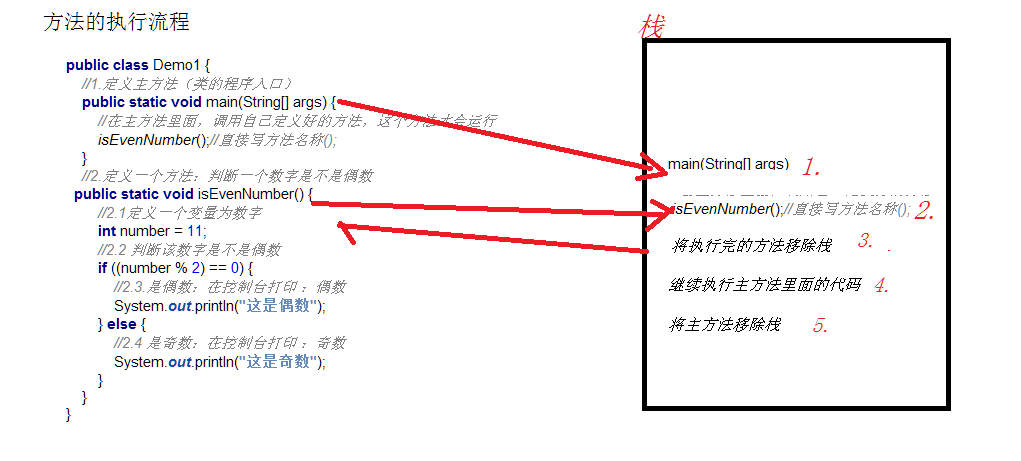 方法的执行流程
栈
public class Demo1 {
//1.定义主方法（类的程序入口）
public static void main(String[] args) {
//在主方法里面，调用自己定义好的方法，这个方法才会运行
isEvenNumber();//直接写方法名称();
}
//2.定义一个方法：判断一个数字是不是偶数
public static void isEvenNumber() {
//2.1定义一个变量为数字
int number = 11;
//2.2 判断该数字是不是偶数
if ((number % 2) == 0) {
//2.3.是偶数：在控制台打印 ：偶数
System.out.println("这是偶数");
} else {
//2.4 是奇数：在控制台打印 ：奇数
System.out.println("这是奇数");
}
}
}
main(String[] args) 1.
isEvenNumber();//直接写方法名称(); 2.
将执行完的方法移除栈 3.
继续执行主方法里面的代码 4.
将主方法移除栈 5.